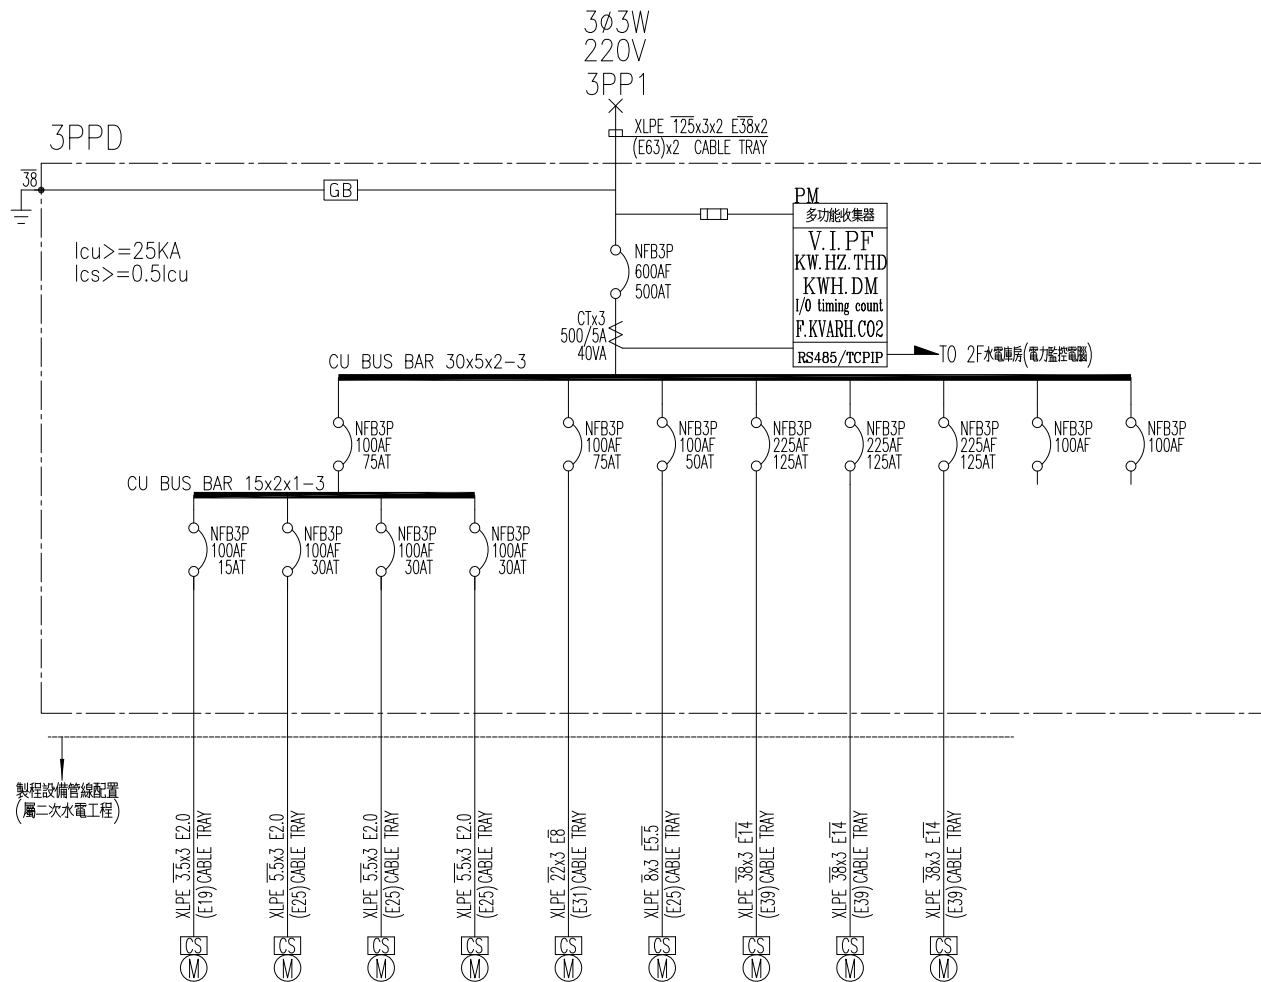 3ø3W
220V
3PP1
XLPE 125x3x2 E38x2
(E63)x2 CABLE TRAY
3PPD
38
GB
Icu>=25KA
Ics>=0.5Icu
PM
多功能收集器
V.I.PF
KW.HZ.THD
KWH.DM
I/O timing count
F.KVARH.CO2
RS485/TCPIP
TO 2F水電庫房(電力監控電腦)
NFB3P
600AF
500AT
CTx3
500/5A
40VA
CU BUS BAR 30x5x2-3
NFB3P
100AF
75AT
NFB3P
100AF
75AT
NFB3P
100AF
50AT
NFB3P
225AF
125AT
NFB3P
225AF
125AT
NFB3P
225AF
125AT
NFB3P
100AF
NFB3P
100AF
CU BUS BAR 15x2x1-3
NFB3P
100AF
15AT
NFB3P
100AF
30AT
NFB3P
100AF
30AT
NFB3P
100AF
30AT
製程設備管線配置
(屬二次水電工程)
XLPE 3.5x3 E2.0
(E19)CABLE TRAY
XLPE 5.5x3 E2.0
(E25)CABLE TRAY
XLPE 5.5x3 E2.0
(E25)CABLE TRAY
XLPE 5.5x3 E2.0
(E25)CABLE TRAY
XLPE 22x3 E8
(E31)CABLE TRAY
XLPE 8x3 E5.5
(E25)CABLE TRAY
XLPE 38x3 E14
(E39)CABLE TRAY
XLPE 38x3 E14
(E39)CABLE TRAY
XLPE 38x3 E14
(E39)CABLE TRAY
CS CS CS CS CS CS CS CS CS
M M M M M M M M M